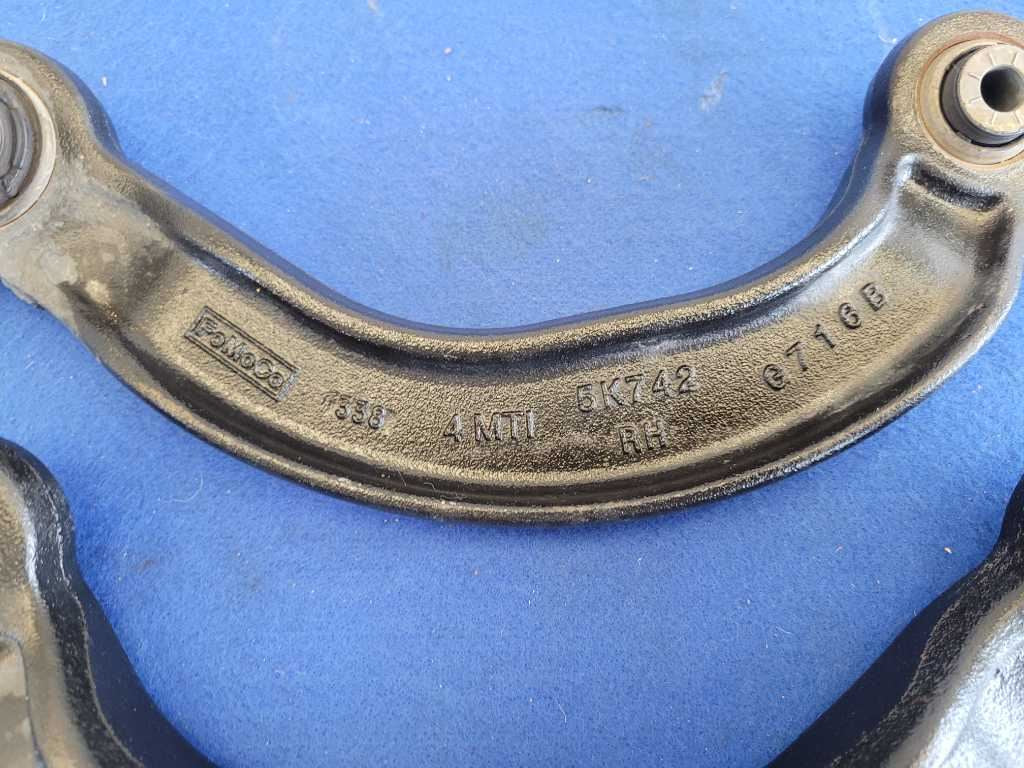 FoMoCo
1338
4 MTI
5K742
RH
G716B